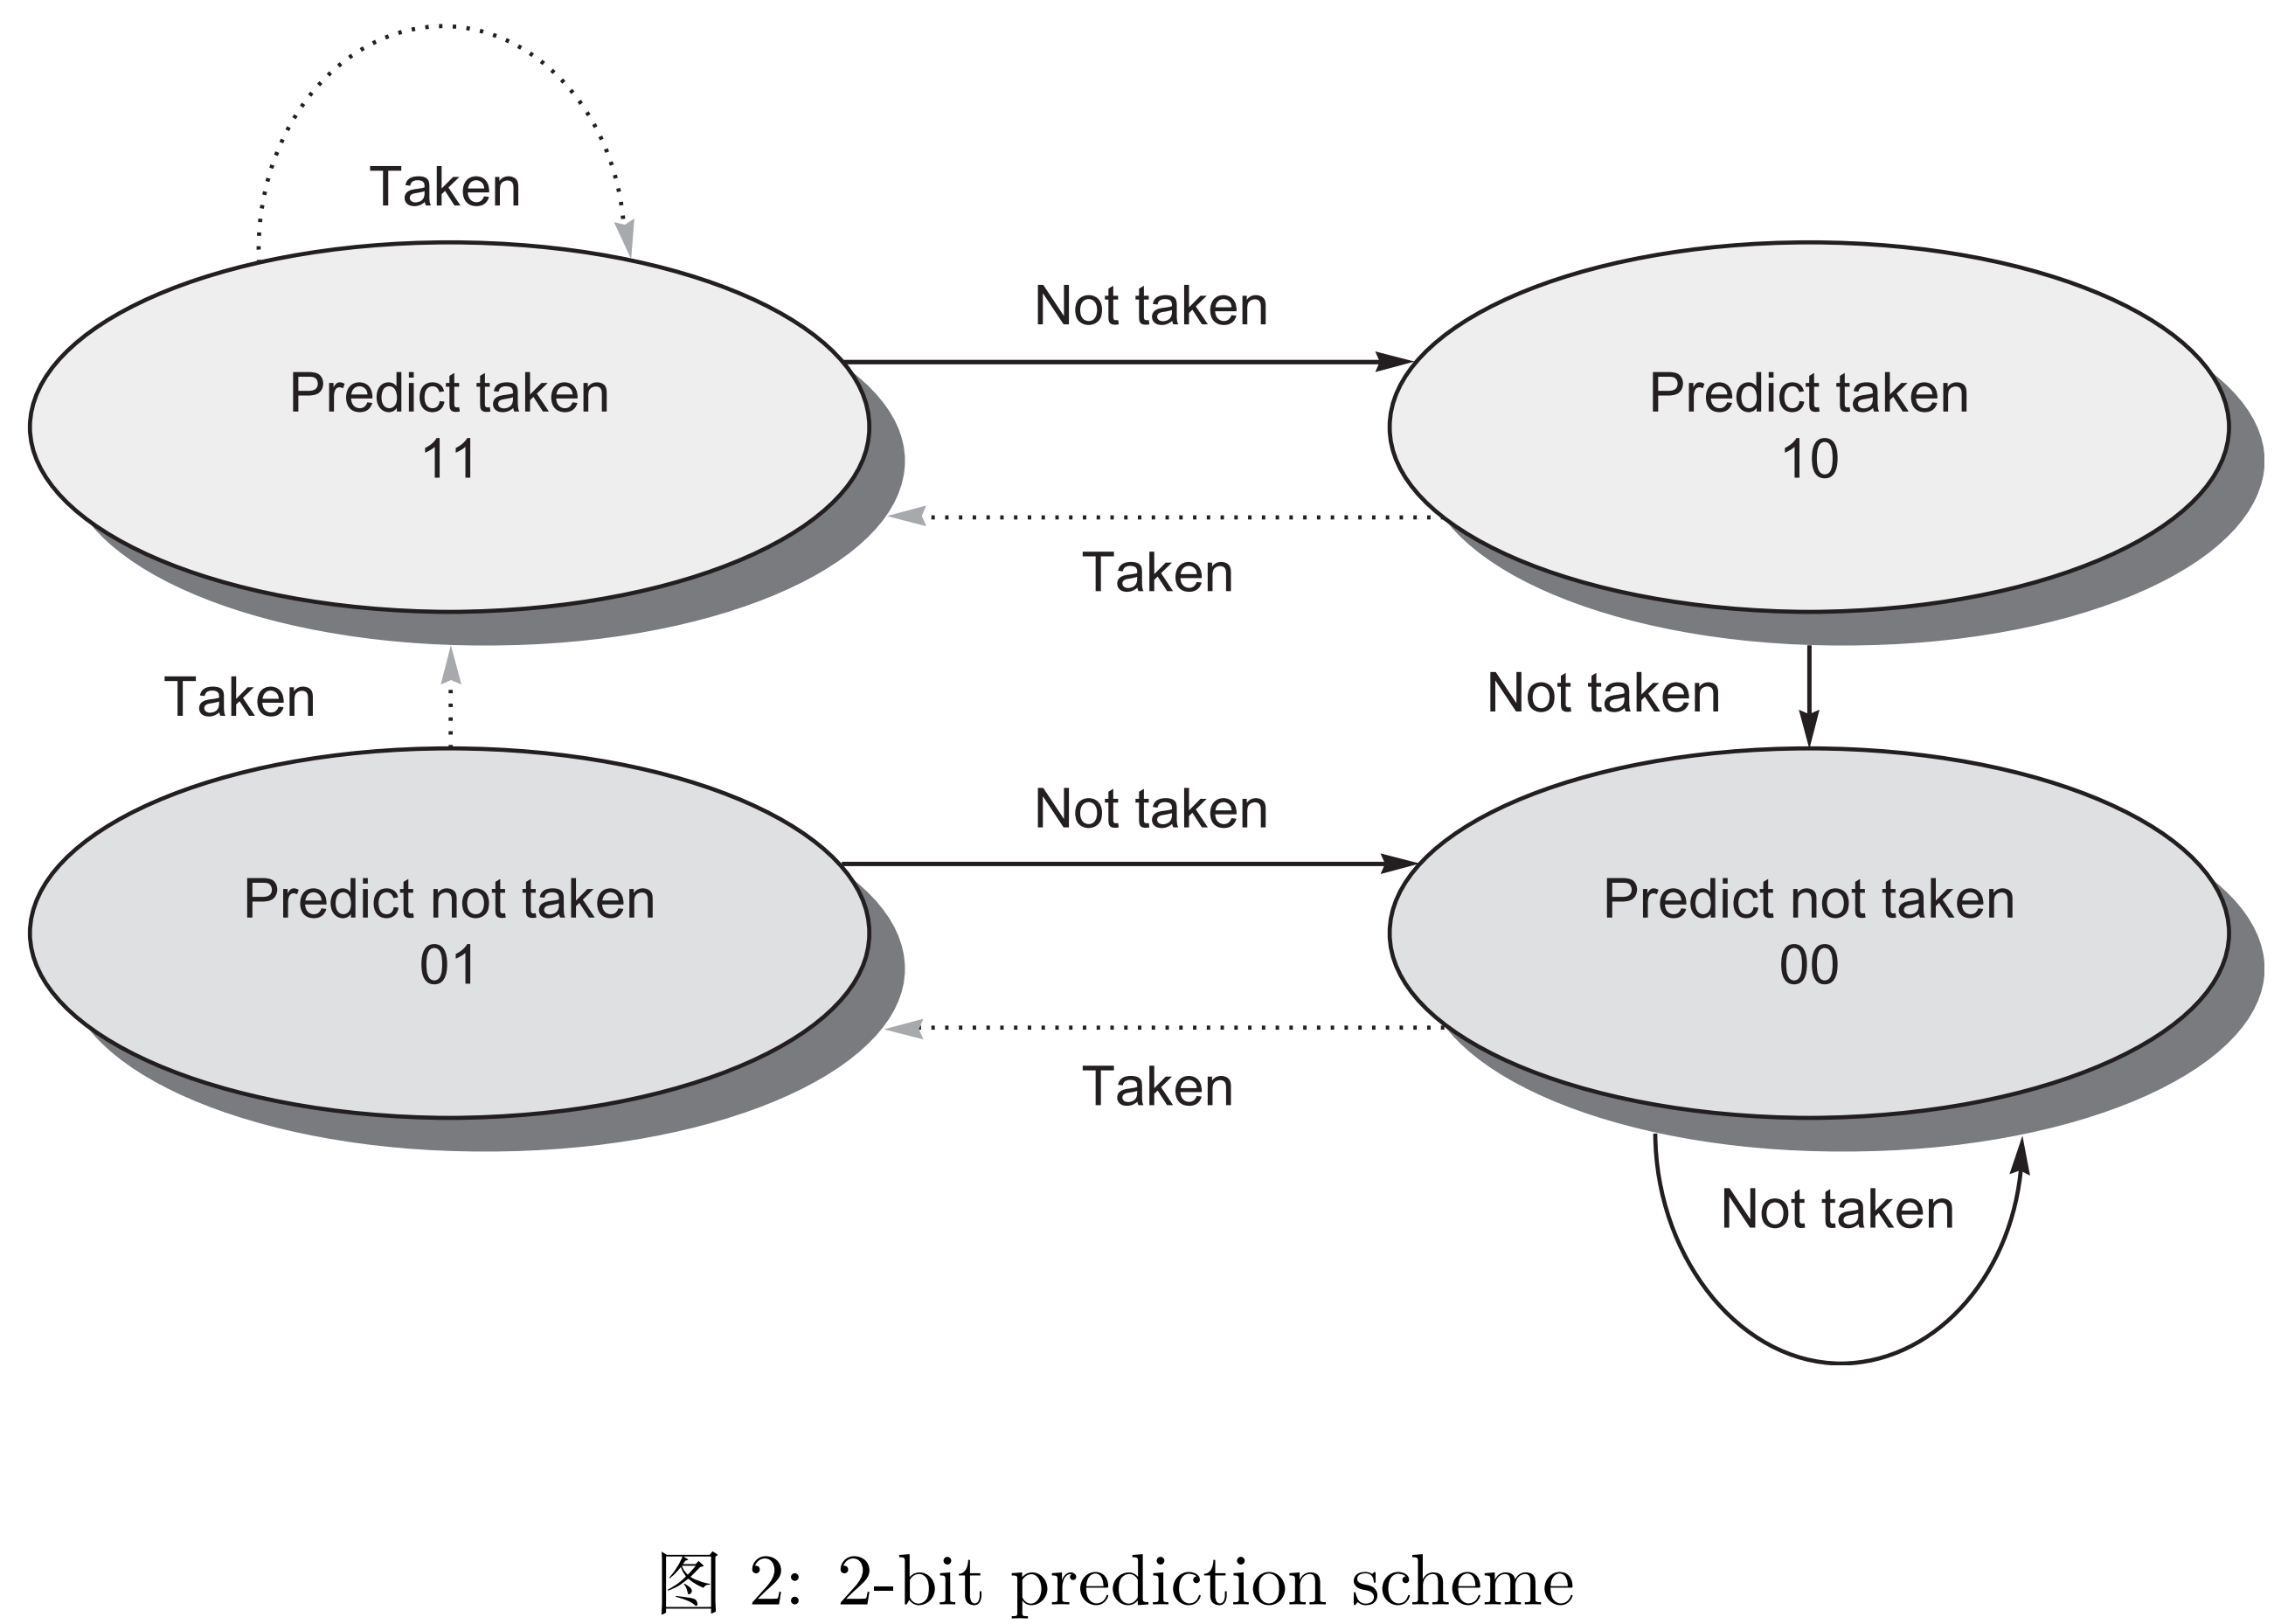 Taken
Not taken
Predict taken
11
Predict taken
10
Taken
Taken
Not taken
Not taken
Predict not taken
01
Predict not taken
00
Taken
Not taken
图 2: 2-bit prediction scheme